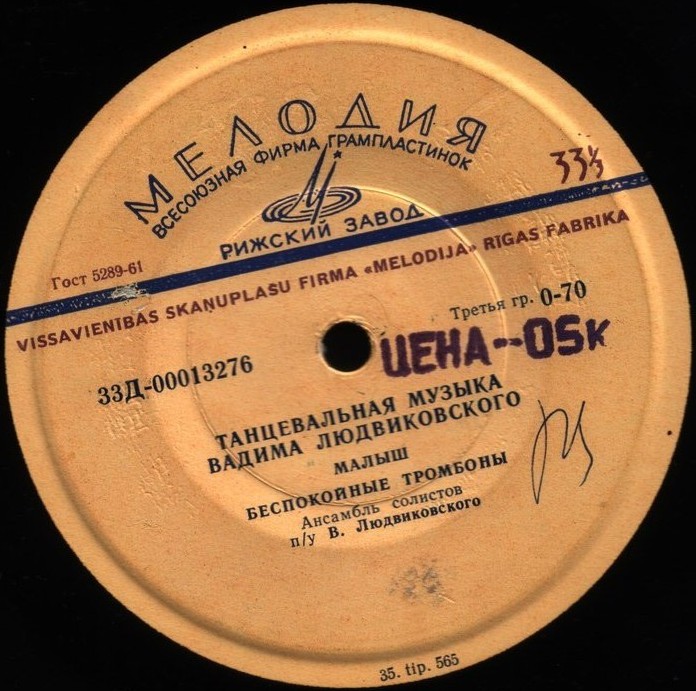 МЕЛОДИЯ
ВСЕСОЮЗНАЯ ФИРМА ГРАМПЛАСТИНОК
РИЖСКИЙ ЗАВОД
33⅓
Гост 5289-61
VISSAVIENIBAS SKAŅUPLAŠU FIRMA «MELODIJA» RIGAS FABRIKA
Третья гр. 0-70
ЦЕНА--05к
33Д-00013276
ТАНЦЕВАЛЬНАЯ МУЗЫКА
ВАДИМА ЛЮДВИКОВСКОГО
МАЛЫШ
БЕСПОКОЙНЫЕ ТРОМБОНЫ
Ансамбль солистов
п/у В. Людвиковского
35. tip. 565